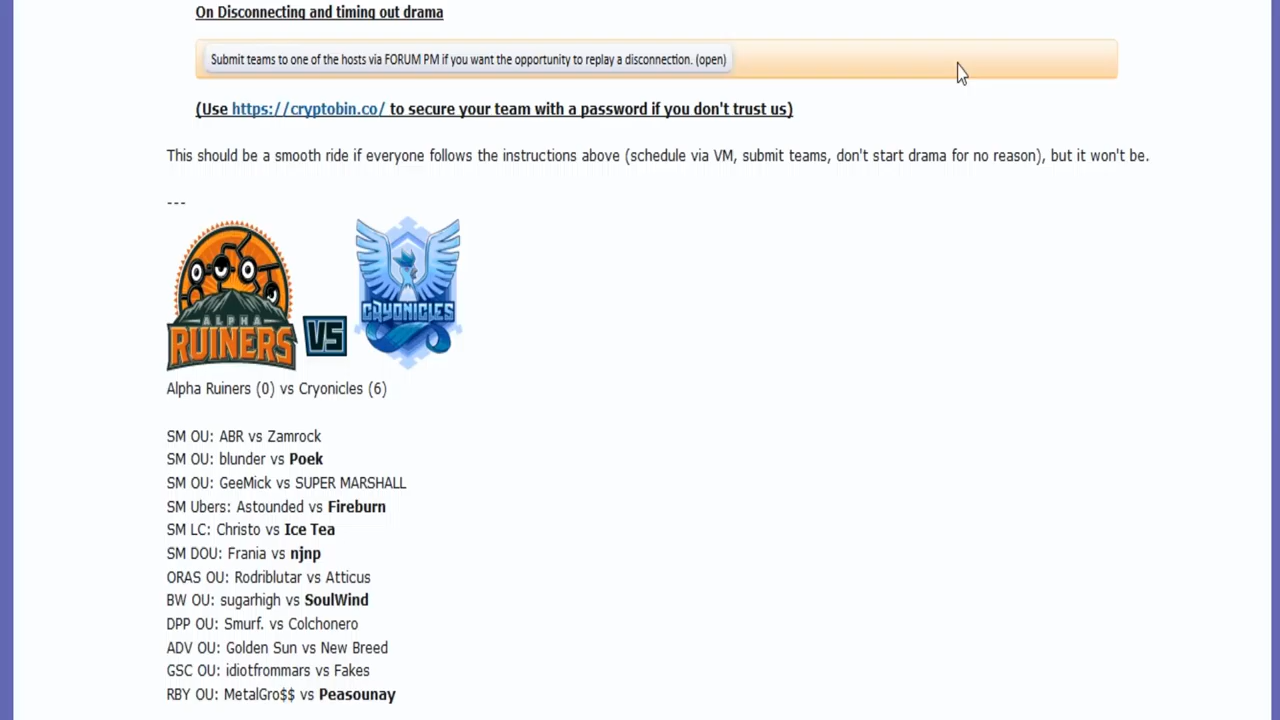 On Disconnecting and timing out drama
Submit teams to one of the hosts via FORUM PM if you want the opportunity to replay a disconnection. (open)
(Use https://cryptobin.co/ to secure your team with a password if you don't trust us)
This should be a smooth ride if everyone follows the instructions above (schedule via VM, submit teams, don't start drama for no reason), but it won't be.
---
ALPHA
RUINERS
VS
CRYONICLES
Alpha Ruiners (0) vs Cryonicles (6)
SM OU: ABR vs Zamrock
SM OU: blunder vs Poek
SM OU: GeeMick vs SUPER MARSHALL
SM Ubers: Astounded vs Fireburn
SM LC: Christo vs Ice Tea
SM DOU: Frania vs njnp
ORAS OU: Rodriblutar vs Atticus
BW OU: sugarhigh vs SoulWind
DPP OU: Smurf. vs Colchonero
ADV OU: Golden Sun vs New Breed
GSC OU: idiotfrommars vs Fakes
RBY OU: MetalGro$$ vs Peasounay